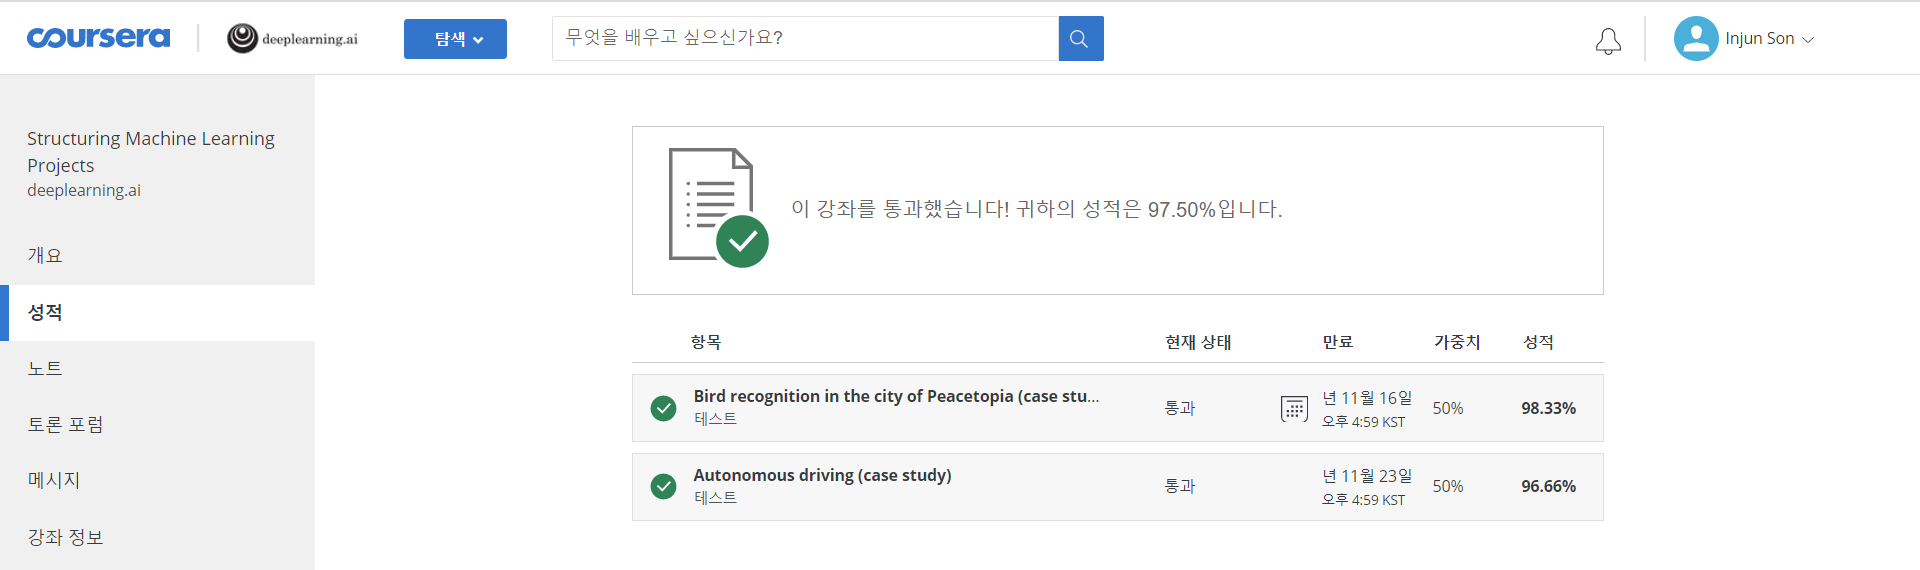 coursera
deeplearning.ai
탐색
무엇을 배우고 싶으신가요?
Injun Son
Structuring Machine Learning
Projects
deeplearning.ai
개요
성적
노트
토론 포럼
메시지
강좌 정보
이 강좌를 통과했습니다! 귀하의 성적은 97.50%입니다.
항목 현재 상태 만료 가중치 성적
Bird recognition in the city of Peacetopia (case stu...
테스트
통과
년 11월 16일
오후 4:59 KST
50%
98.33%
Autonomous driving (case study)
테스트
통과
년 11월 23일
오후 4:59 KST
50%
96.66%